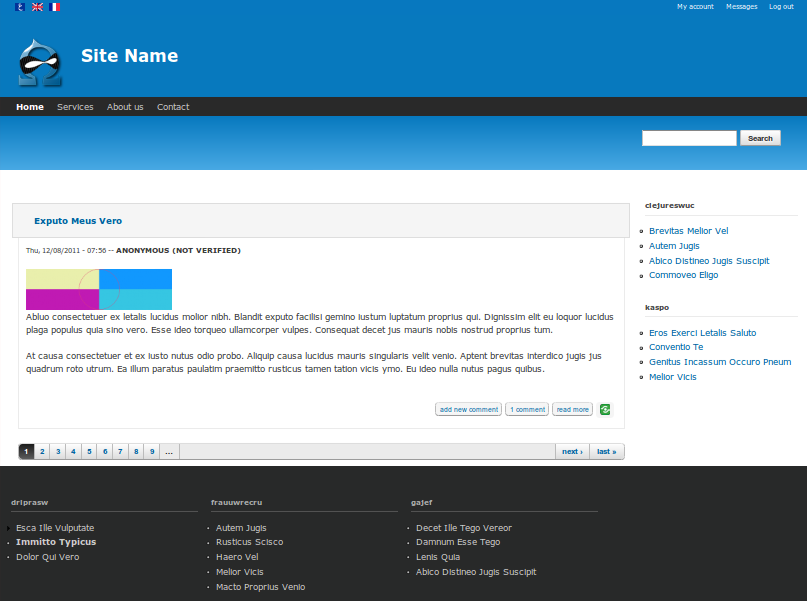 My account Messages Log out
Site Name
Home Services About us Contact
Search
Exputo Meus Vero
Thu, 12/08/2011 - 07:56 -- ANONYMOUS (NOT VERIFIED)
Abluo consectetuer ex letalis lucidus molior nibh. Blandit exputo facilisi gemino iustum luptatum proprius qui. Dignissim elit eu loquor lucidus
plaga populus quia sino vero. Esse ideo torqueo ullamcorper vulpes. Consequat decet jus mauris nobis nostrud proprius tum.
At causa consectetuer et ex iusto nutus odio probo. Aliquip causa lucidus mauris singularis velit venio. Aptent brevitas interdico jugis jus
quadrum roto utrum. Ea illum paratus paulatim praemitto rusticus tamen tation vicis ymo. Eu ideo nulla nutus pagus quibus.
add new comment 1 comment read more
1 2 3 4 5 6 7 8 9 ... next › last »
clejureswuc
Brevitas Melior Vel
Autem Jugis
Abico Distineo Jugis Suscipit
Commoveo Eligo
kaspo
Eros Exerci Letalis Saluto
Conventio Te
Genitus Incassum Occuro Pneum
Melior Vicis
driprasw
Esca Ille Vulputate
Immitto Typicus
Dolor Qui Vero
frauuwrecru
Autem Jugis
Rusticus Scisco
Haero Vel
Melior Vicis
Macto Proprius Venio
gajef
Decet Ille Tego Vereor
Damnum Esse Tego
Lenis Quia
Abico Distineo Jugis Suscipit